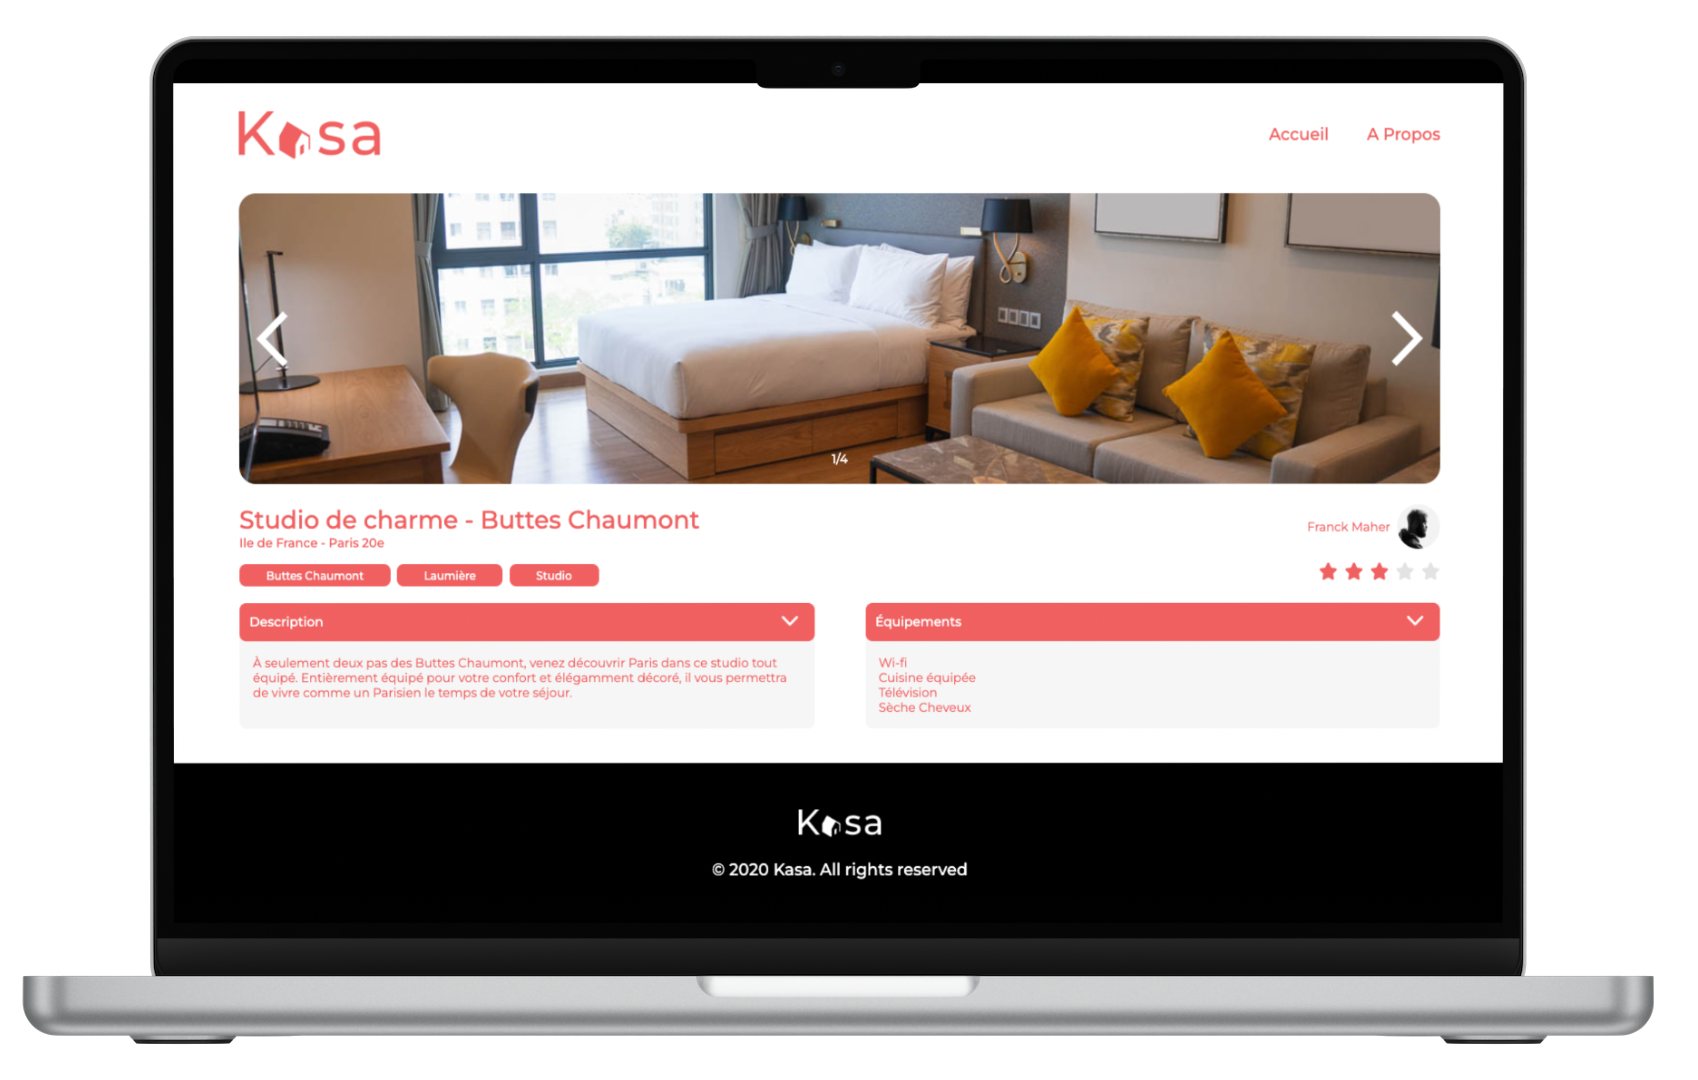 Kasa
Accueil
A Propos
1/4
Studio de charme - Buttes Chaumont
Ile de France - Paris 20e
Franck Maher
Buttes Chaumont
Laumière
Studio
Description
À seulement deux pas des Buttes Chaumont, venez découvrir Paris dans ce studio tout
équipé. Entièrement équipé pour votre confort et élégamment décoré, il vous permettra
de vivre comme un Parisien le temps de votre séjour.
Équipements
Wi-fi
Cuisine équipée
Télévision
Sèche Cheveux
Kasa
© 2020 Kasa. All rights reserved